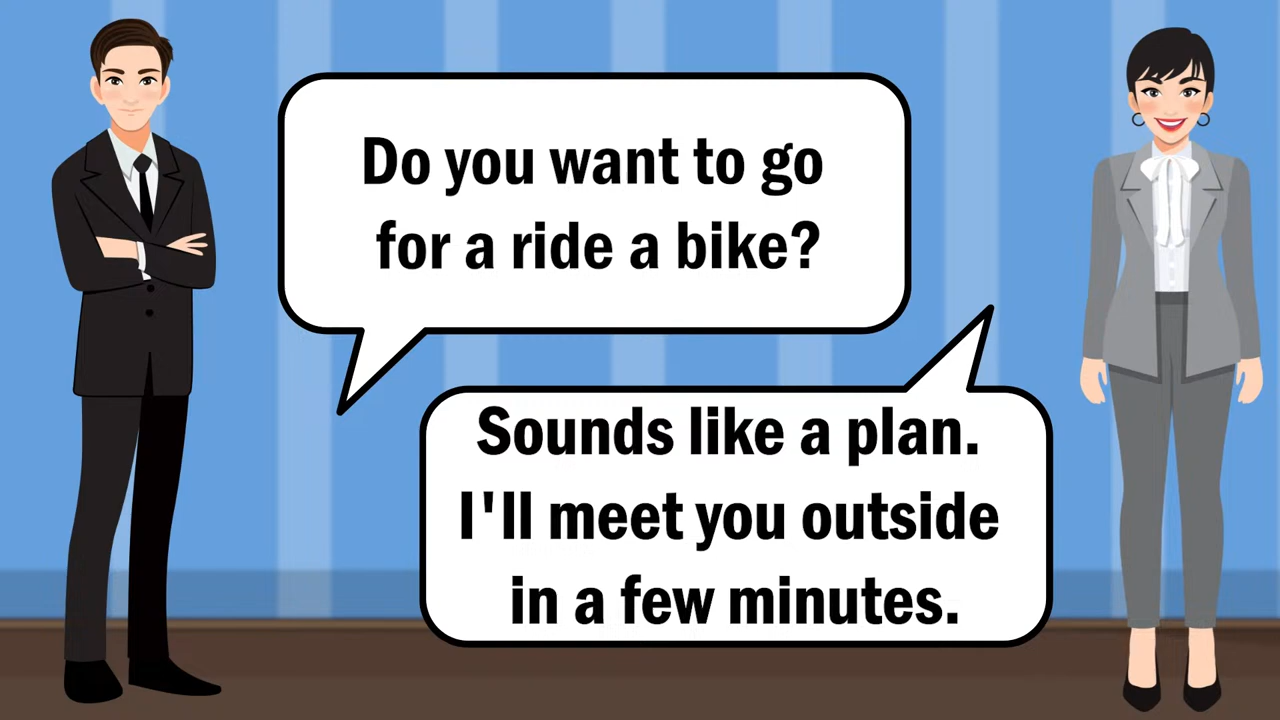 Do you want to go
for a ride a bike?
Sounds like a plan.
I'll meet you outside
in a few minutes.